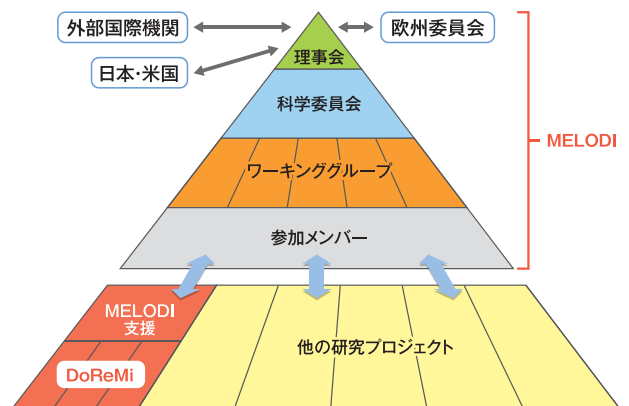 外部国際機関
欧州委員会
日本・米国
理事会
科学委員会
ワーキンググループ
MELODI
参加メンバー
MELODI
支援
DoReMi
他の研究プロジェクト